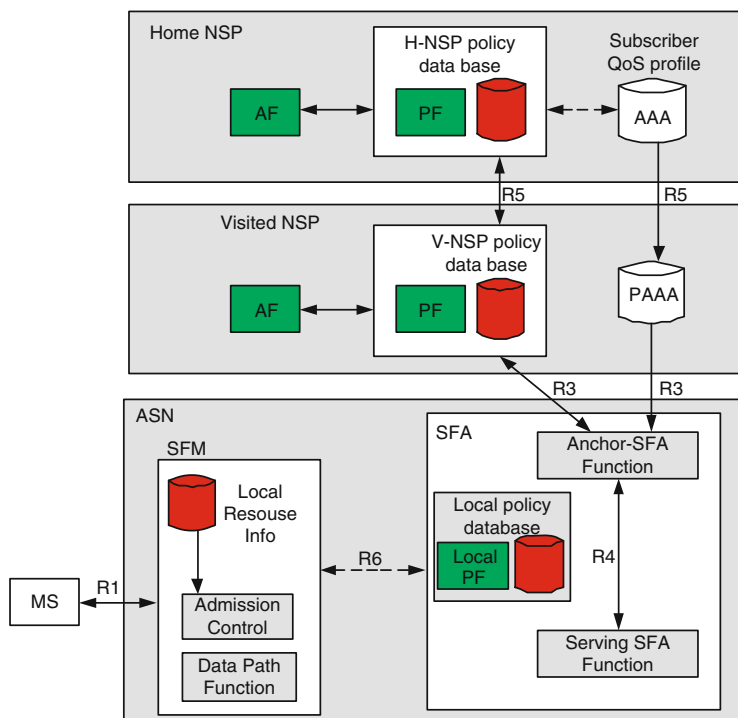 Home NSP
H-NSP policy
data base
Subscriber
QoS profile
AF
PF
AAA
R5
R5
Visited NSP
V-NSP policy
data base
AF
PF
PAAA
R3
R3
ASN
SFM
SFA
Anchor-SFA
Function
Local
Resouse
Info
Local policy
database
Local
PF
R6
R4
R1
MS
Admission
Control
Data Path
Function
Serving SFA
Function